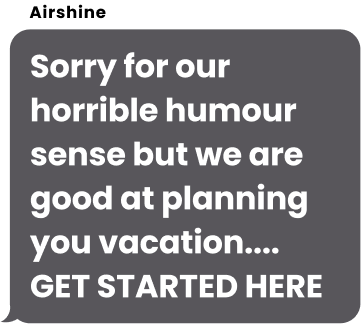 Airshine
Sorry for our
horrible humour
sense but we are
good at planning
you vacation....
GET STARTED HERE